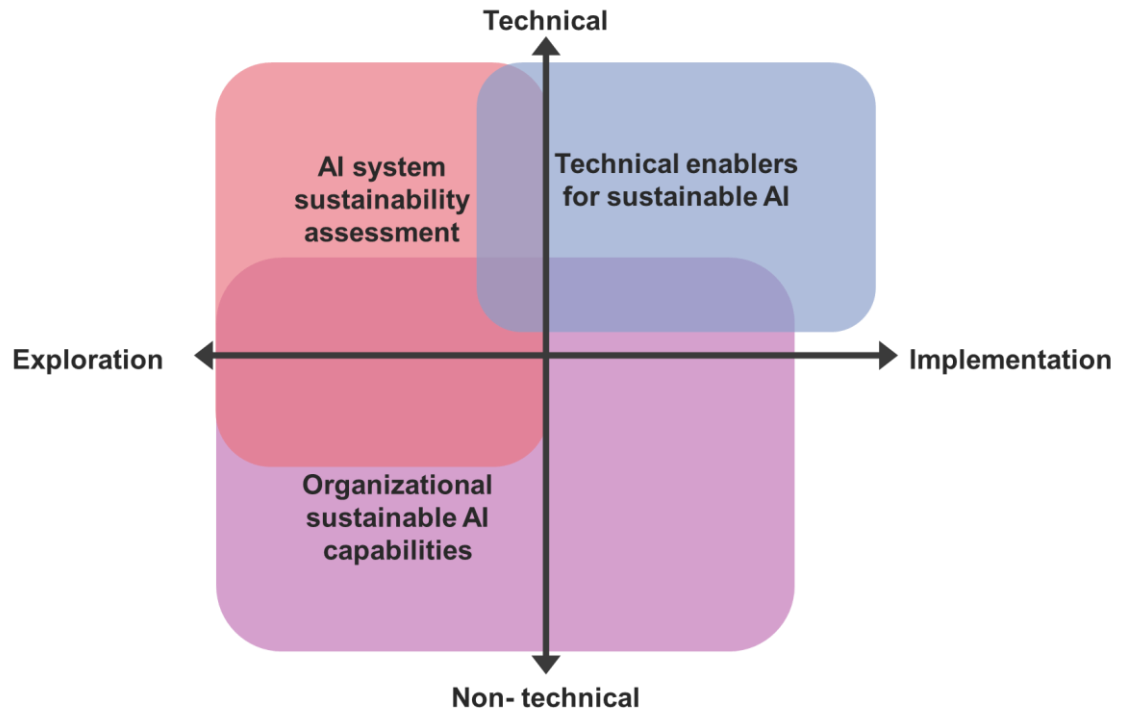 Technical
AI system
sustainability
assessment
Technical enablers
for sustainable AI
Exploration
Implementation
Organizational
sustainable AI
capabilities
Non- technical